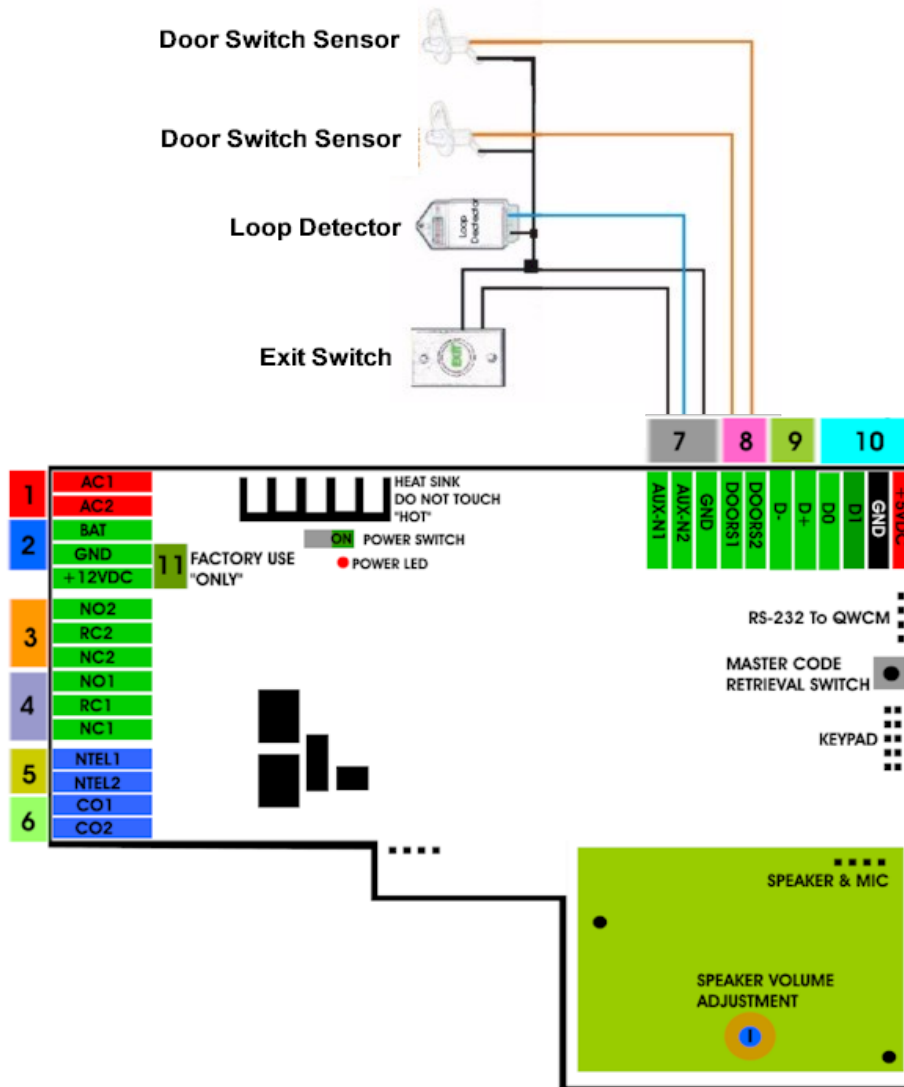 Door Switch Sensor
Door Switch Sensor
Loop Detector
Loop
Dectector
Exit Switch
EXIT
7
8
9
10
1
AC1
AC2
2
BAT
GND
+12VDC
11
FACTORY USE
"ONLY"
HEAT SINK
DO NOT TOUCH
"HOT"
ON
POWER SWITCH
POWER LED
AUX-N1
AUX-N2
GND
DOORS1
DOORS2
D-
D+
D0
D1
GND
+5VDC
3
NO2
RC2
NC2
4
NO1
RC1
NC1
5
NTEL1
NTEL2
6
CO1
CO2
RS-232 To QWCM
MASTER CODE
RETRIEVAL SWITCH
KEYPAD
SPEAKER & MIC
SPEAKER VOLUME
ADJUSTMENT